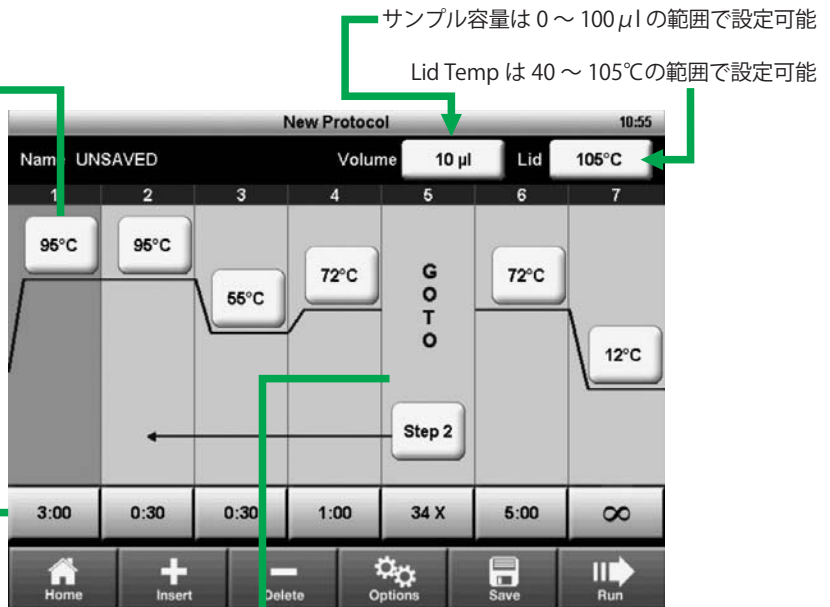 サンプル容量は 0 ～ 100μl の範囲で設定可能
Lid Temp は 40 ～ 105℃の範囲で設定可能
New Protocol 10:55
Nam UNSAVED Volume 10 µl Lid 105°C
1 2 3 4 5 6 7
95°C 95°C 55°C 72°C GOTO 72°C 12°C
Step 2
3:00 0:30 0:30 1:00 34 X 5:00 ∞
Home Insert Delete Options Save Run